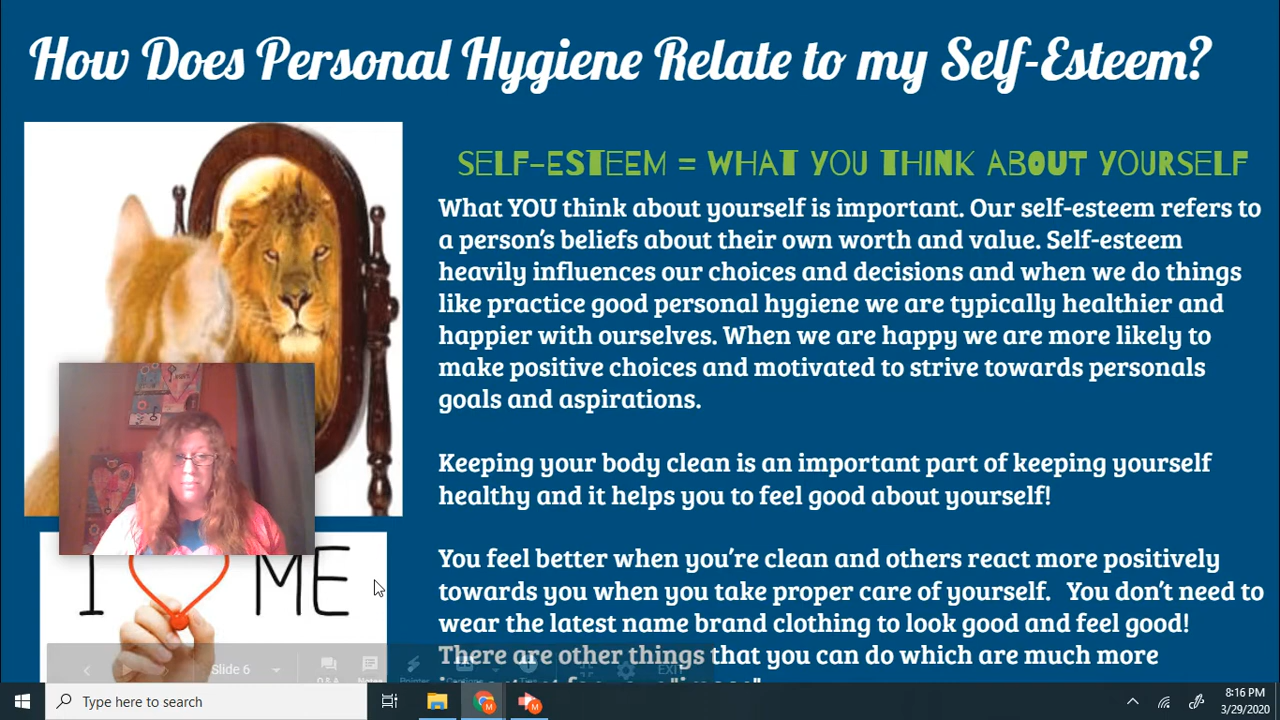 How Does Personal Hygiene Relate to my Self-Esteem?
SELF-ESTEEM = WHAT YOU THINK ABOUT YOURSELF
What YOU think about yourself is important. Our self-esteem refers to
a person's beliefs about their own worth and value. Self-esteem
heavily influences our choices and decisions and when we do things
like practice good personal hygiene we are typically healthier and
happier with ourselves. When we are happy we are more likely to
make positive choices and motivated to strive towards personals
goals and aspirations.
Keeping your body clean is an important part of keeping yourself
healthy and it helps you to feel good about yourself!
You feel better when you're clean and others react more positively
towards you when you take proper care of yourself. You don't need to
wear the latest name brand clothing to look good and feel good!
There are other things that you can do which are much more
I ME
Slide 6
Q & A
Notes
Pointer
Captions
Type here to search
8:16 PM
3/29/2020